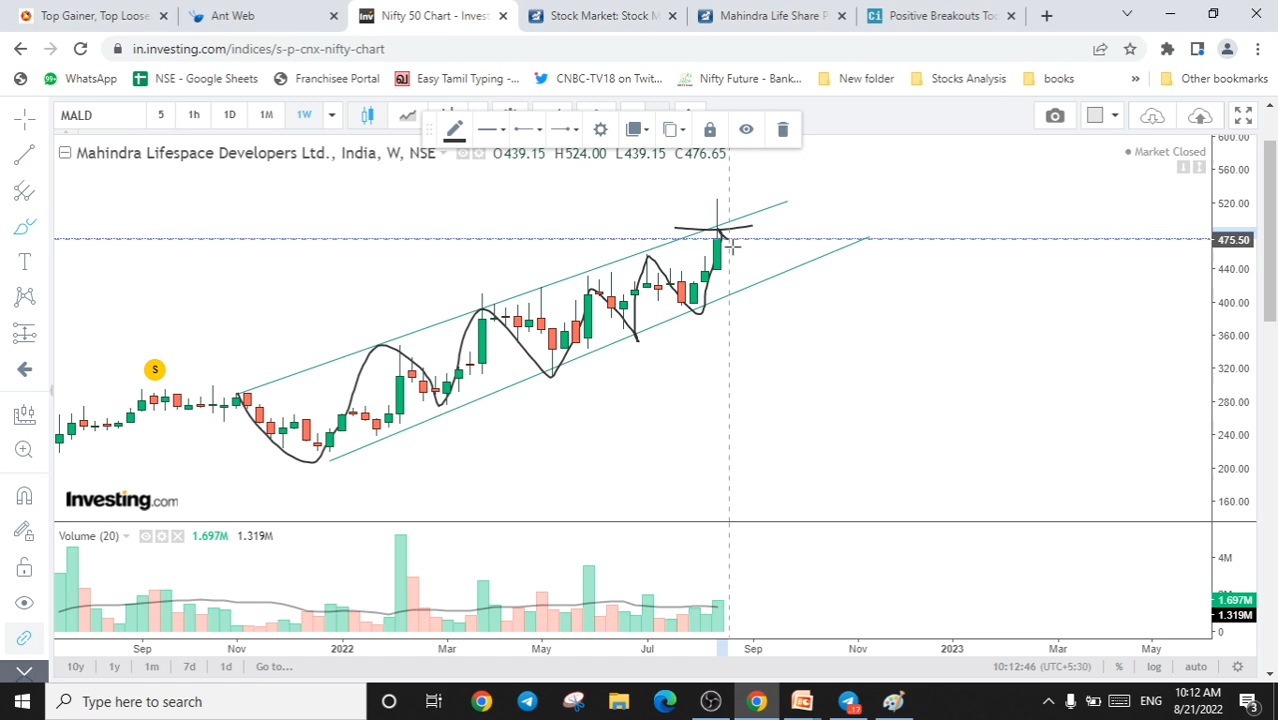 Top Gainer, Top Loose
Ant Web
Nifty 50 Chart - Invest
Stock Market: Stock M
Mahindra Life Share P
Positive Breakouts Too
in.investing.com/indices/s-p-cnx-nifty-chart
WhatsApp
NSE - Google Sheets
Franchisee Portal
Easy Tamil Typing -...
CNBC-TV18 on Twit...
Nifty Future - Bank...
New folder
Stocks Analysis
books
»
Other bookmarks
MALD
5
1h
1D
1M
1W
Mahindra Lifespace Developers Ltd., India, W, NSE
O439.15 H524.00 L439.15 C476.65
Market Closed
600.00
560.00
520.00
475.50
440.00
400.00
360.00
320.00
280.00
240.00
200.00
160.00
S
Investing.com
Volume (20)
1.697M
1.319M
4M
1.697M
1.319M
0
Sep
Nov
2022
Mar
May
Jul
Sep
Nov
2023
Mar
May
10y
1y
1m
7d
1d
Go to...
10:12:46 (UTC+5:30)
%
log
auto
Type here to search
ENG
10:12 AM
8/21/2022